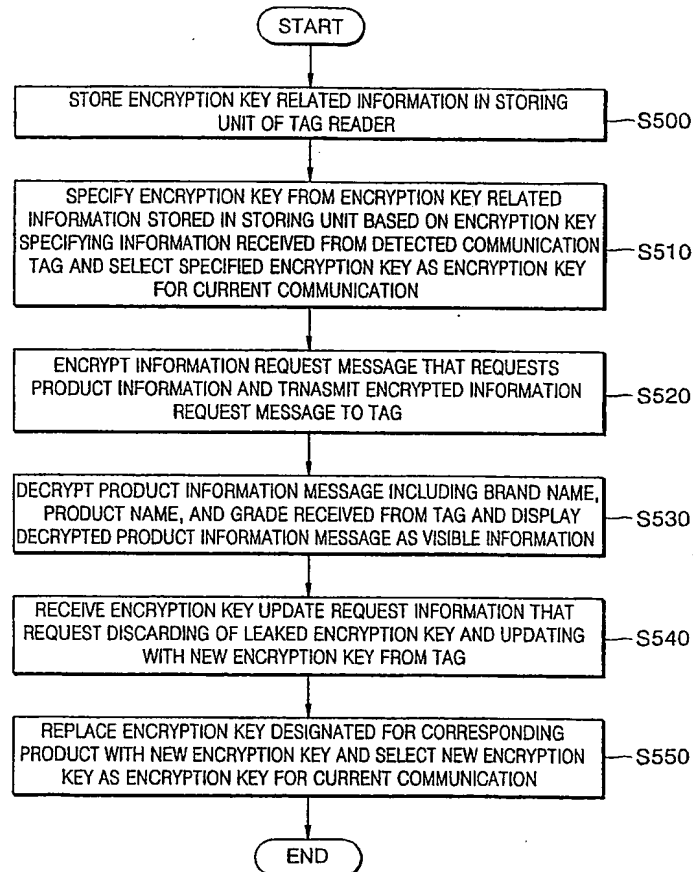 START
STORE ENCRYPTION KEY RELATED INFORMATION IN STORING
UNIT OF TAG READER
S500
SPECIFY ENCRYPTION KEY FROM ENCRYPTION KEY RELATED
INFORMATION STORED IN STORING UNIT BASED ON ENCRYPTION KEY
SPECIFYING INFORMATION RECEIVED FROM DETECTED COMMUNICATION
TAG AND SELECT SPECIFIED ENCRYPTION KEY AS ENCRYPTION KEY
FOR CURRENT COMMUNICATION
S510
ENCRYPT INFORMATION REQUEST MESSAGE THAT REQUESTS
PRODUCT INFORMATION AND TRNASMIT ENCRYPTED INFORMATION
REQUEST MESSAGE TO TAG
S520
DECRYPT PRODUCT INFORMATION MESSAGE INCLUDING BRAND NAME,
PRODUCT NAME, AND GRADE RECEIVED FROM TAG AND DISPLAY
DECRYPTED PRODUCT INFORMATION MESSAGE AS VISIBLE INFORMATION
S530
RECEIVE ENCRYPTION KEY UPDATE REQUEST INFORMATION THAT
REQUEST DISCARDING OF LEAKED ENCRYPTION KEY AND UPDATING
WITH NEW ENCRYPTION KEY FROM TAG
S540
REPLACE ENCRYPTION KEY DESIGNATED FOR CORRESPONDING
PRODUCT WITH NEW ENCRYPTION KEY AND SELECT NEW ENCRYPTION
KEY AS ENCRYPTION KEY FOR CURRENT COMMUNICATION
S550
END